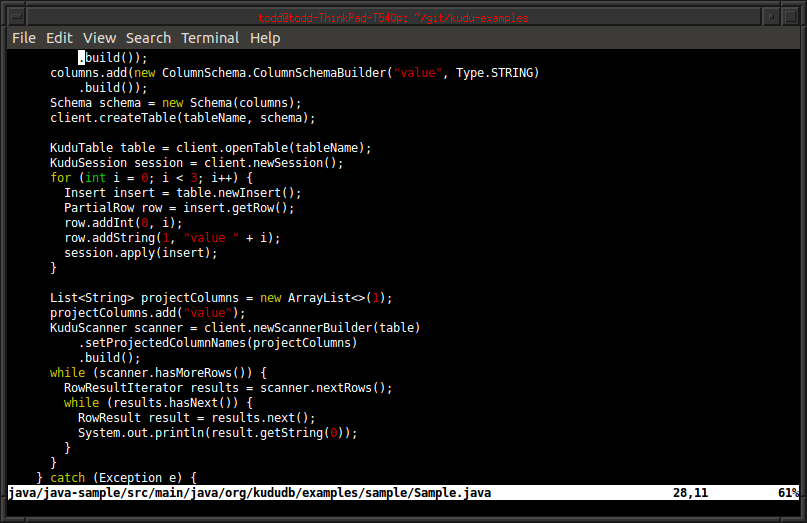 todd@todd-ThinkPad-T540p: ~/git/kudu-examples
File Edit View Search Terminal Help
.build());
columns.add(new ColumnSchema.ColumnSchemaBuilder("value", Type.STRING)
.build());
Schema schema = new Schema(columns);
client.createTable(tableName, schema);
KuduTable table = client.openTable(tableName);
KuduSession session = client.newSession();
for (int i = 0; i < 3; i++) {
Insert insert = table.newInsert();
PartialRow row = insert.getRow();
row.addInt(0, i);
row.addString(1, "value " + i);
session.apply(insert);
}
List<String> projectColumns = new ArrayList<>(1);
projectColumns.add("value");
KuduScanner scanner = client.newScannerBuilder(table)
.setProjectedColumnNames(projectColumns)
.build();
while (scanner.hasMoreRows()) {
RowResultIterator results = scanner.nextRows();
while (results.hasNext()) {
RowResult result = results.next();
System.out.println(result.getString(0));
}
}
} catch (Exception e) {
java/java-sample/src/main/java/org/kududb/examples/sample/Sample.java 28,11 61%